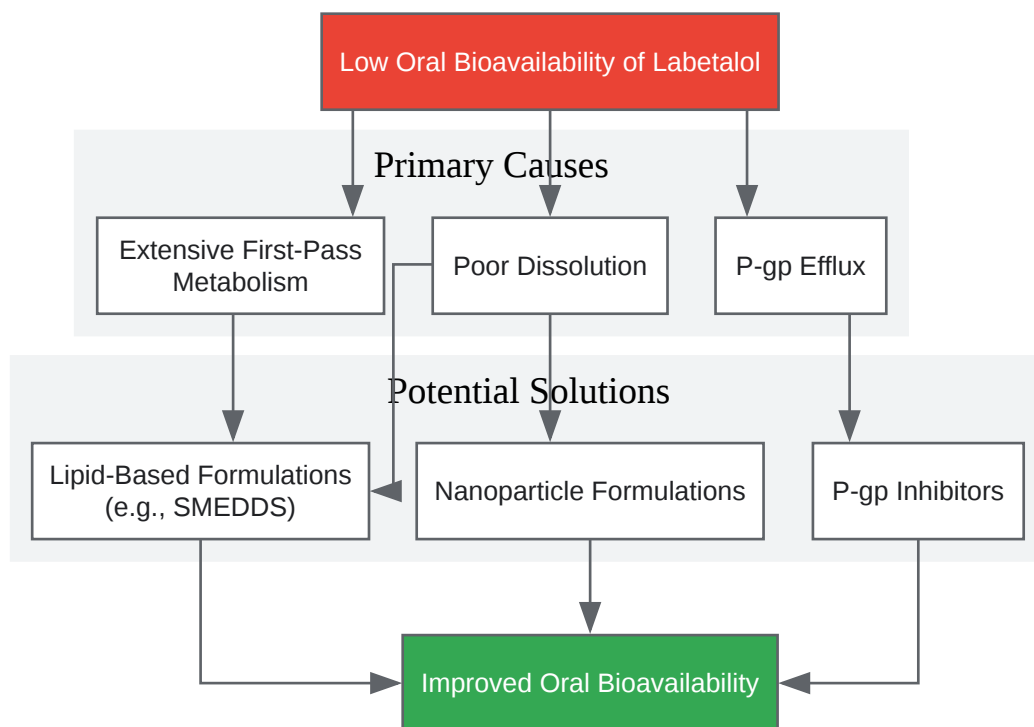 Low Oral Bioavailability of Labetalol
Primary Causes
Extensive First-Pass
Metabolism
Poor Dissolution
P-gp Efflux
Potential Solutions
Lipid-Based Formulations
(e.g., SMEDDS)
Nanoparticle Formulations
P-gp Inhibitors
Improved Oral Bioavailability